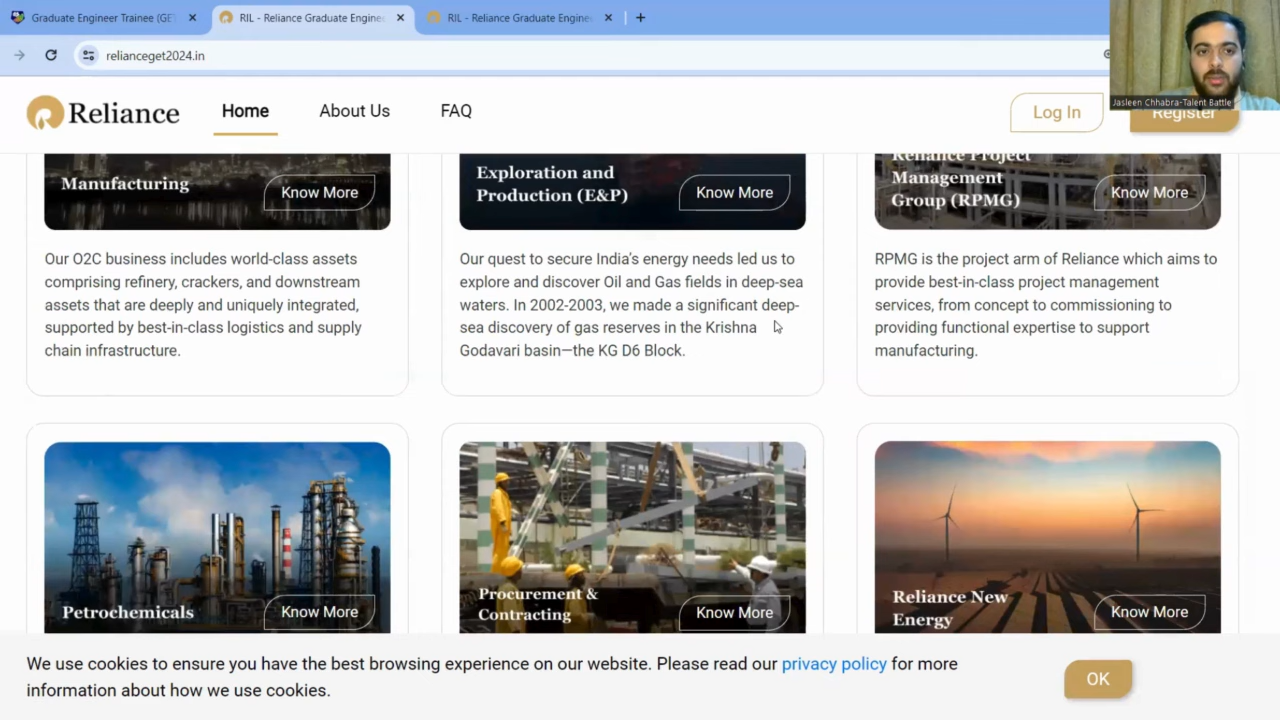 Graduate Engineer Trainee (GET
RIL - Reliance Graduate Enginee
RIL - Reliance Graduate Enginee
relianceget2024.in
Reliance
Home
About Us
FAQ
Log In
Register
Jasleen Chhabra-Talent Battle
Manufacturing
Know More
Exploration and
Production (E&P)
Know More
Reliance Project
Management
Group (RPMG)
Know More
Our O2C business includes world-class assets
comprising refinery, crackers, and downstream
assets that are deeply and uniquely integrated,
supported by best-in-class logistics and supply
chain infrastructure.
Our quest to secure India’s energy needs led us to
explore and discover Oil and Gas fields in deep-sea
waters. In 2002-2003, we made a significant deep-
sea discovery of gas reserves in the Krishna
Godavari basin—the KG D6 Block.
RPMG is the project arm of Reliance which aims to
provide best-in-class project management
services, from concept to commissioning to
providing functional expertise to support
manufacturing.
Petrochemicals
Know More
Procurement &
Contracting
Know More
Reliance New
Energy
Know More
We use cookies to ensure you have the best browsing experience on our website. Please read our privacy policy for more
information about how we use cookies.
OK